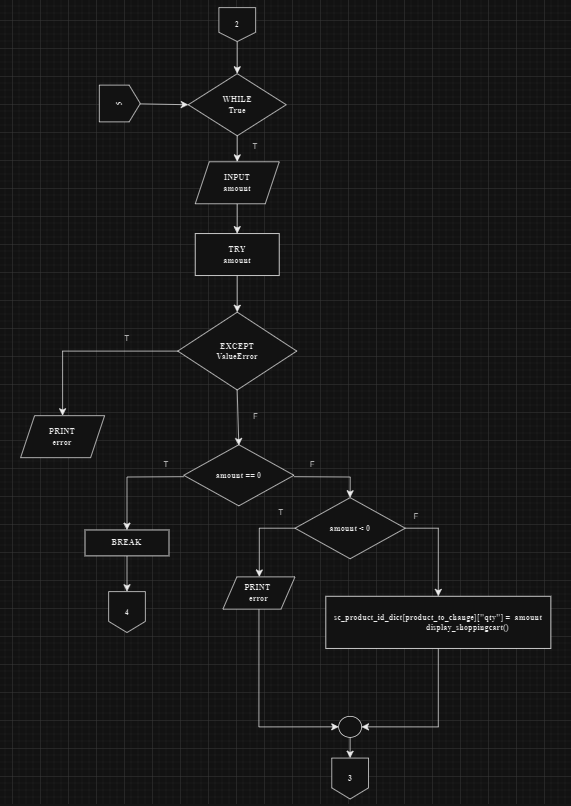 2
5
WHILE
True
T
INPUT
amount
TRY
amount
EXCEPT
ValueError
T
F
PRINT
error
amount == 0
T
F
BREAK
4
amount < 0
T
F
PRINT
error
sc_product_id_dict[product_to_change]["qty"] = amount
display_shoppingcart()
3